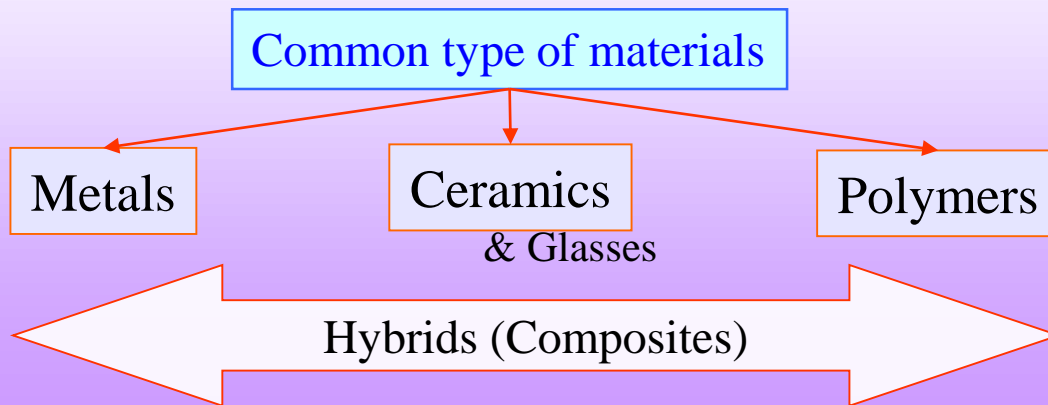 Common type of materials
Metals
Ceramics
Polymers
& Glasses
Hybrids (Composites)